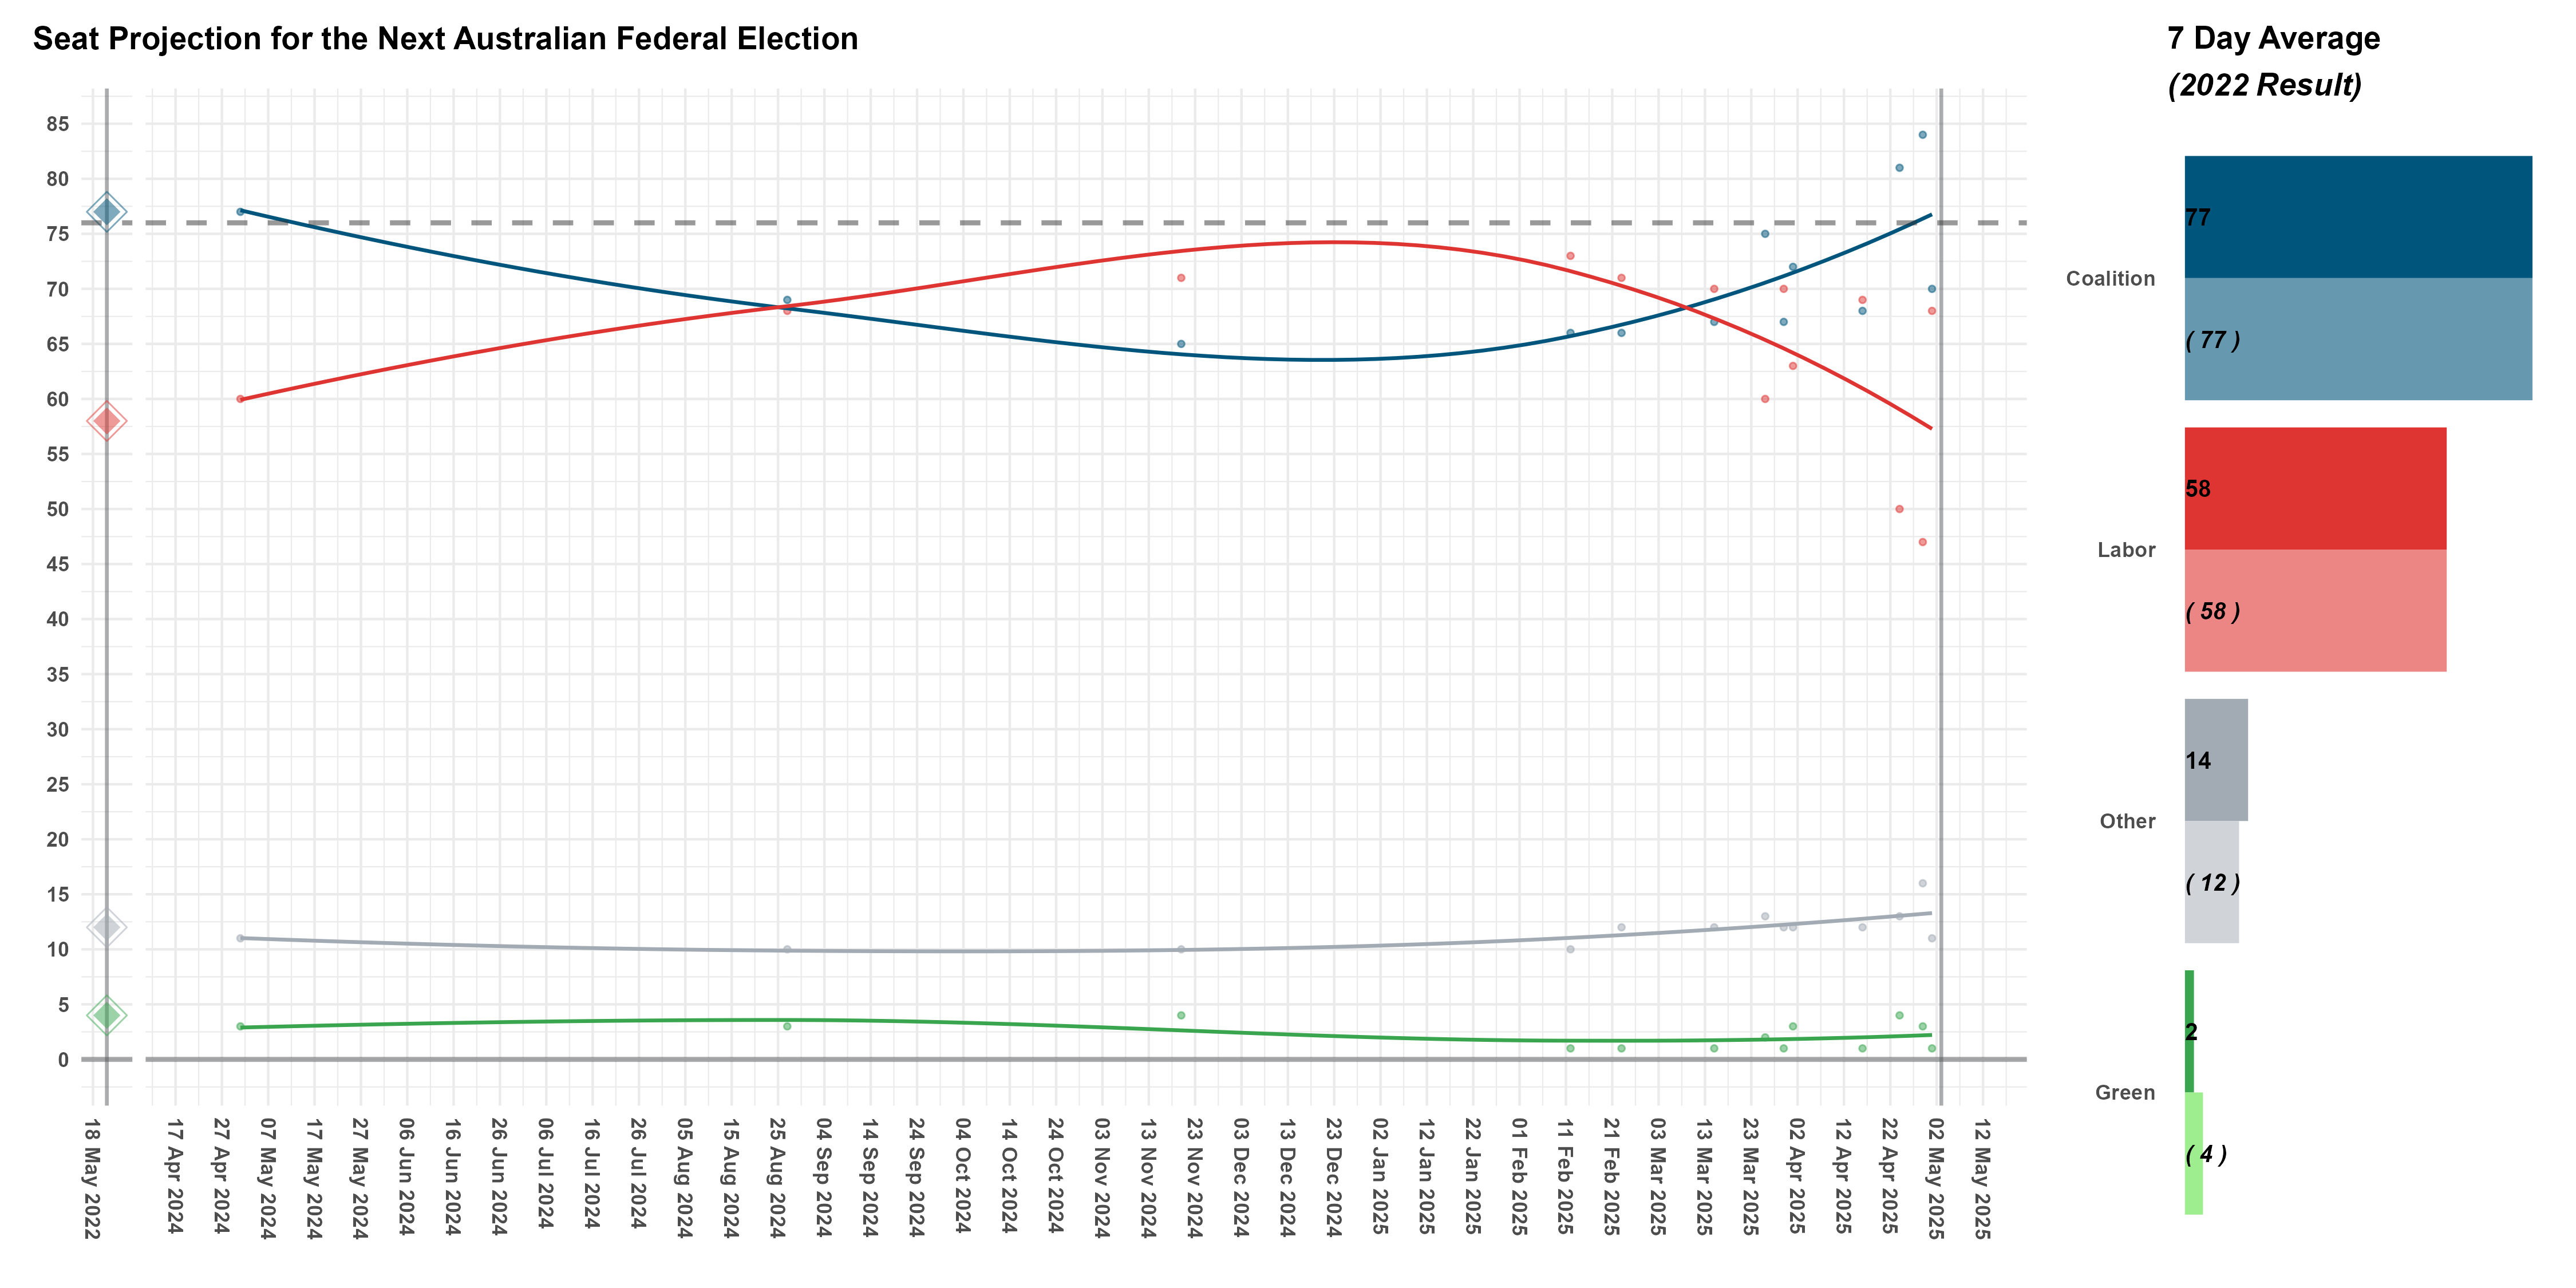 Seat Projection for the Next Australian Federal Election
7 Day Average
(2022 Result)
85
80
75
70
65
60
55
50
45
40
35
30
25
20
15
10
5
0
18 May 2022
17 Apr 2024
27 Apr 2024
07 May 2024
17 May 2024
27 May 2024
06 Jun 2024
16 Jun 2024
26 Jun 2024
06 Jul 2024
16 Jul 2024
26 Jul 2024
05 Aug 2024
15 Aug 2024
25 Aug 2024
04 Sep 2024
14 Sep 2024
24 Sep 2024
04 Oct 2024
14 Oct 2024
24 Oct 2024
03 Nov 2024
13 Nov 2024
23 Nov 2024
03 Dec 2024
13 Dec 2024
23 Dec 2024
02 Jan 2025
12 Jan 2025
22 Jan 2025
01 Feb 2025
11 Feb 2025
21 Feb 2025
03 Mar 2025
13 Mar 2025
23 Mar 2025
02 Apr 2025
12 Apr 2025
22 Apr 2025
02 May 2025
12 May 2025
Coalition
77
( 77 )
Labor
58
( 58 )
Other
14
( 12 )
Green
2
( 4 )